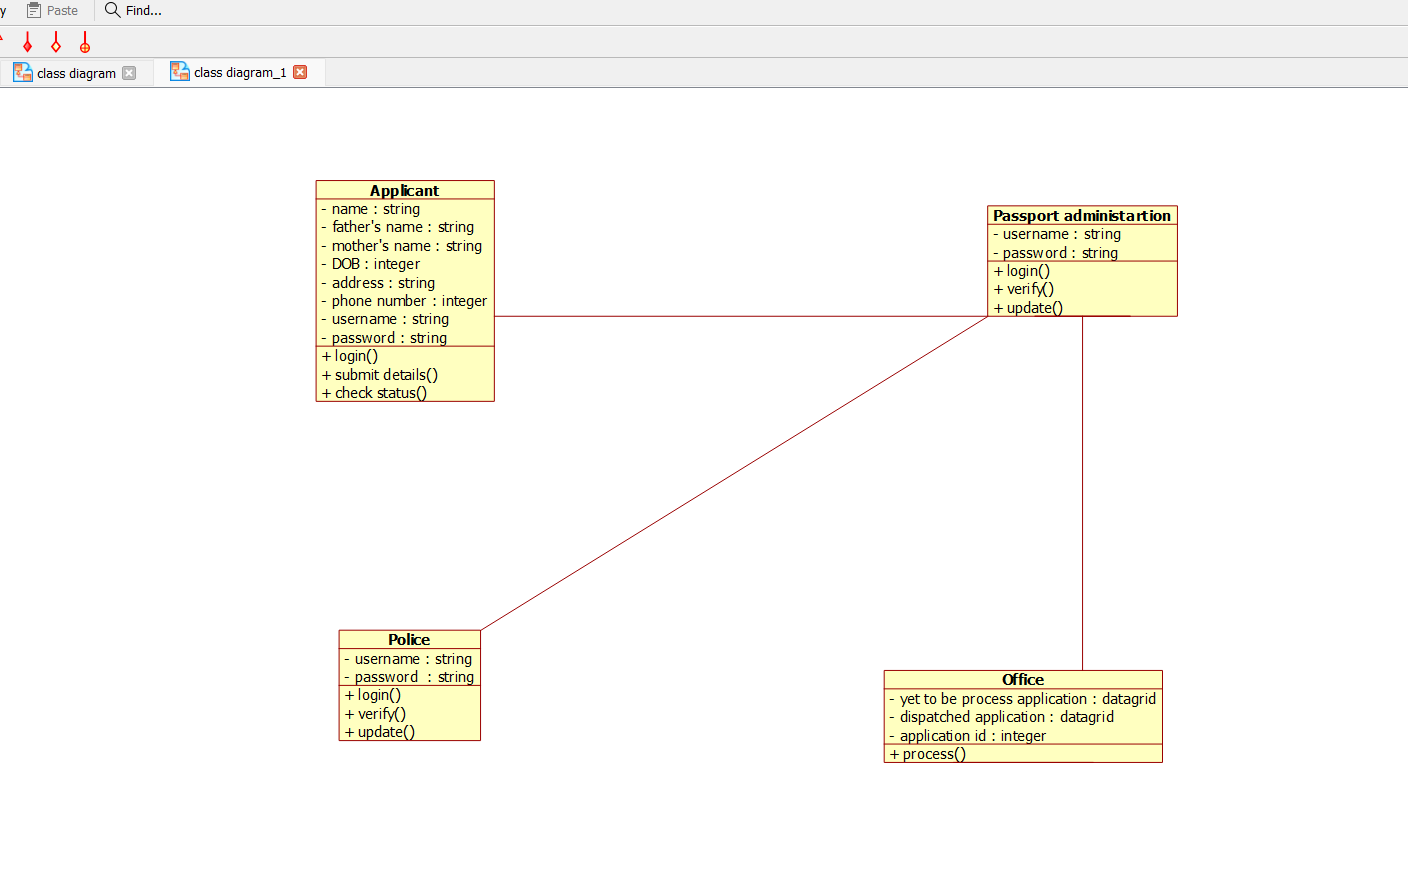 y Paste Find...
class diagram class diagram_1
Applicant
- name : string
- father's name : string
- mother's name : string
- DOB : integer
- address : string
- phone number : integer
- username : string
- password : string
+ login()
+ submit details()
+ check status()
Passport administartion
- username : string
- password : string
+ login()
+ verify()
+ update()
Police
- username : string
- password : string
+ login()
+ verify()
+ update()
Office
- yet to be process application : datagrid
- dispatched application : datagrid
- application id : integer
+ process()